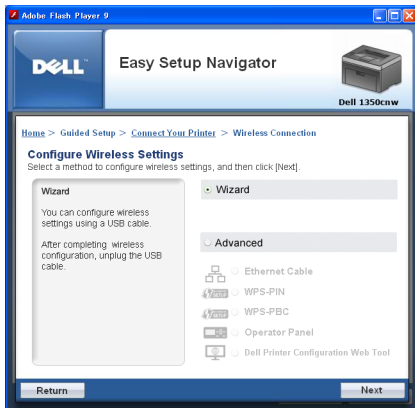 Adobe Flash Player 9
DELL™
Easy Setup Navigator
Dell 1350cnw
Home > Guided Setup > Connect Your Printer > Wireless Connection
Configure Wireless Settings
Select a method to configure wireless settings, and then click [Next].
Wizard
You can configure wireless
settings using a USB cable.
After completing wireless
configuration, unplug the USB
cable.
Wizard
Advanced
Ethernet Cable
WPS-PIN
WPS-PBC
Operator Panel
Dell Printer Configuration Web Tool
Return
Next